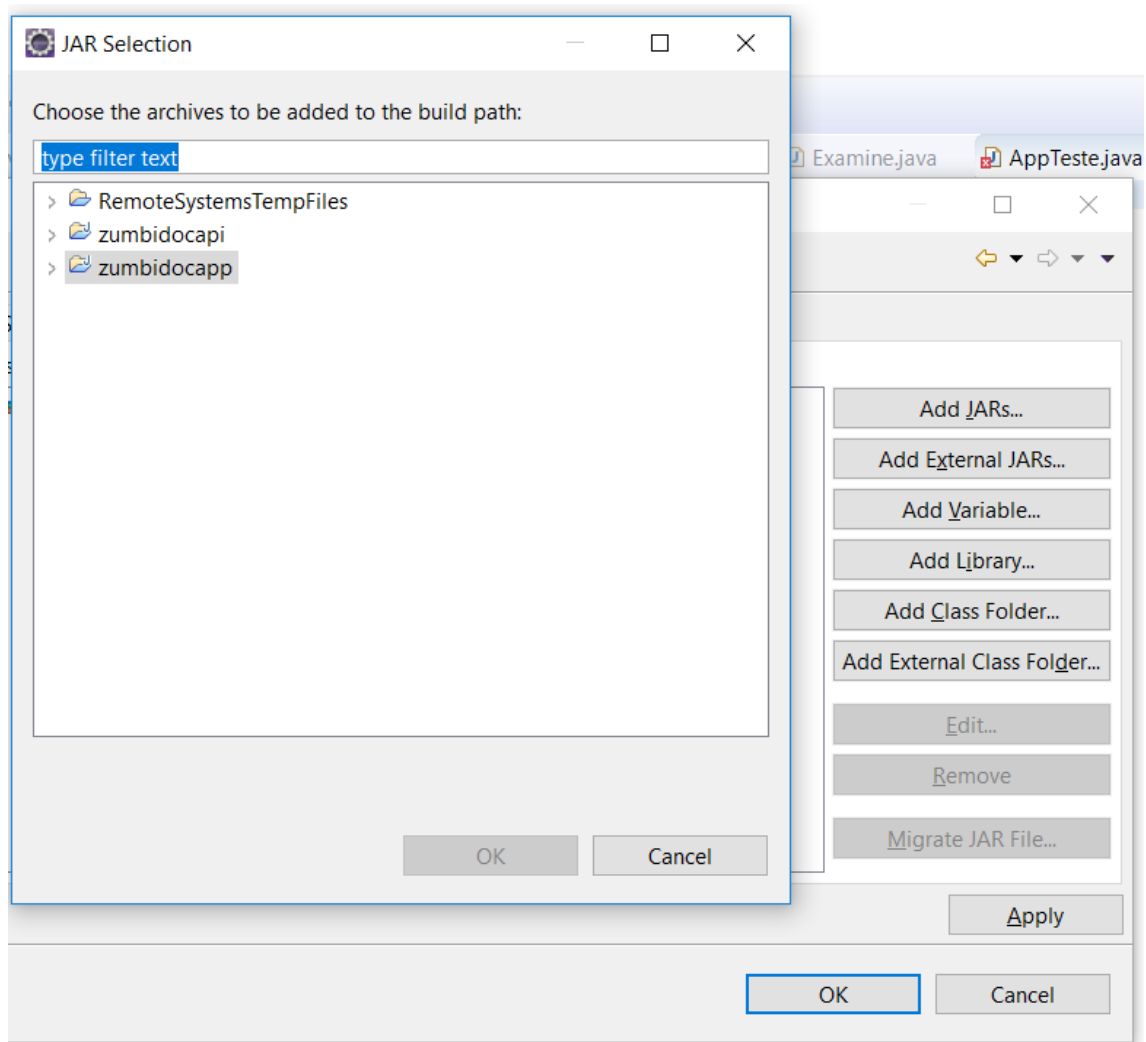 JAR Selection
Choose the archives to be added to the build path:
type filter text
RemoteSystemsTempFiles
zumbidocapi
zumbidocapp
OK
Cancel
Examine.java
AppTeste.java
Add JARs...
Add External JARs...
Add Variable...
Add Library...
Add Class Folder...
Add External Class Folder...
Edit...
Remove
Migrate JAR File...
Apply
OK
Cancel